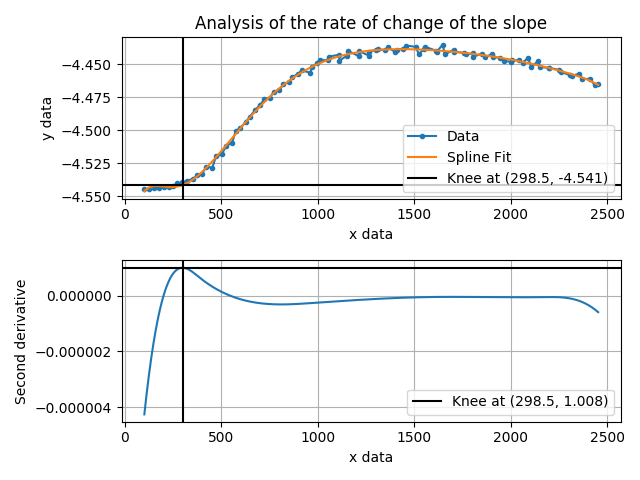 Analysis of the rate of change of the slope
y data
−4.450
−4.475
−4.500
−4.525
−4.550
Data
Spline Fit
Knee at (298.5, -4.541)
0 500 1000 1500 2000 2500
x data
Second derivative
0.000000
−0.000002
−0.000004
Knee at (298.5, 1.008)
0 500 1000 1500 2000 2500
x data